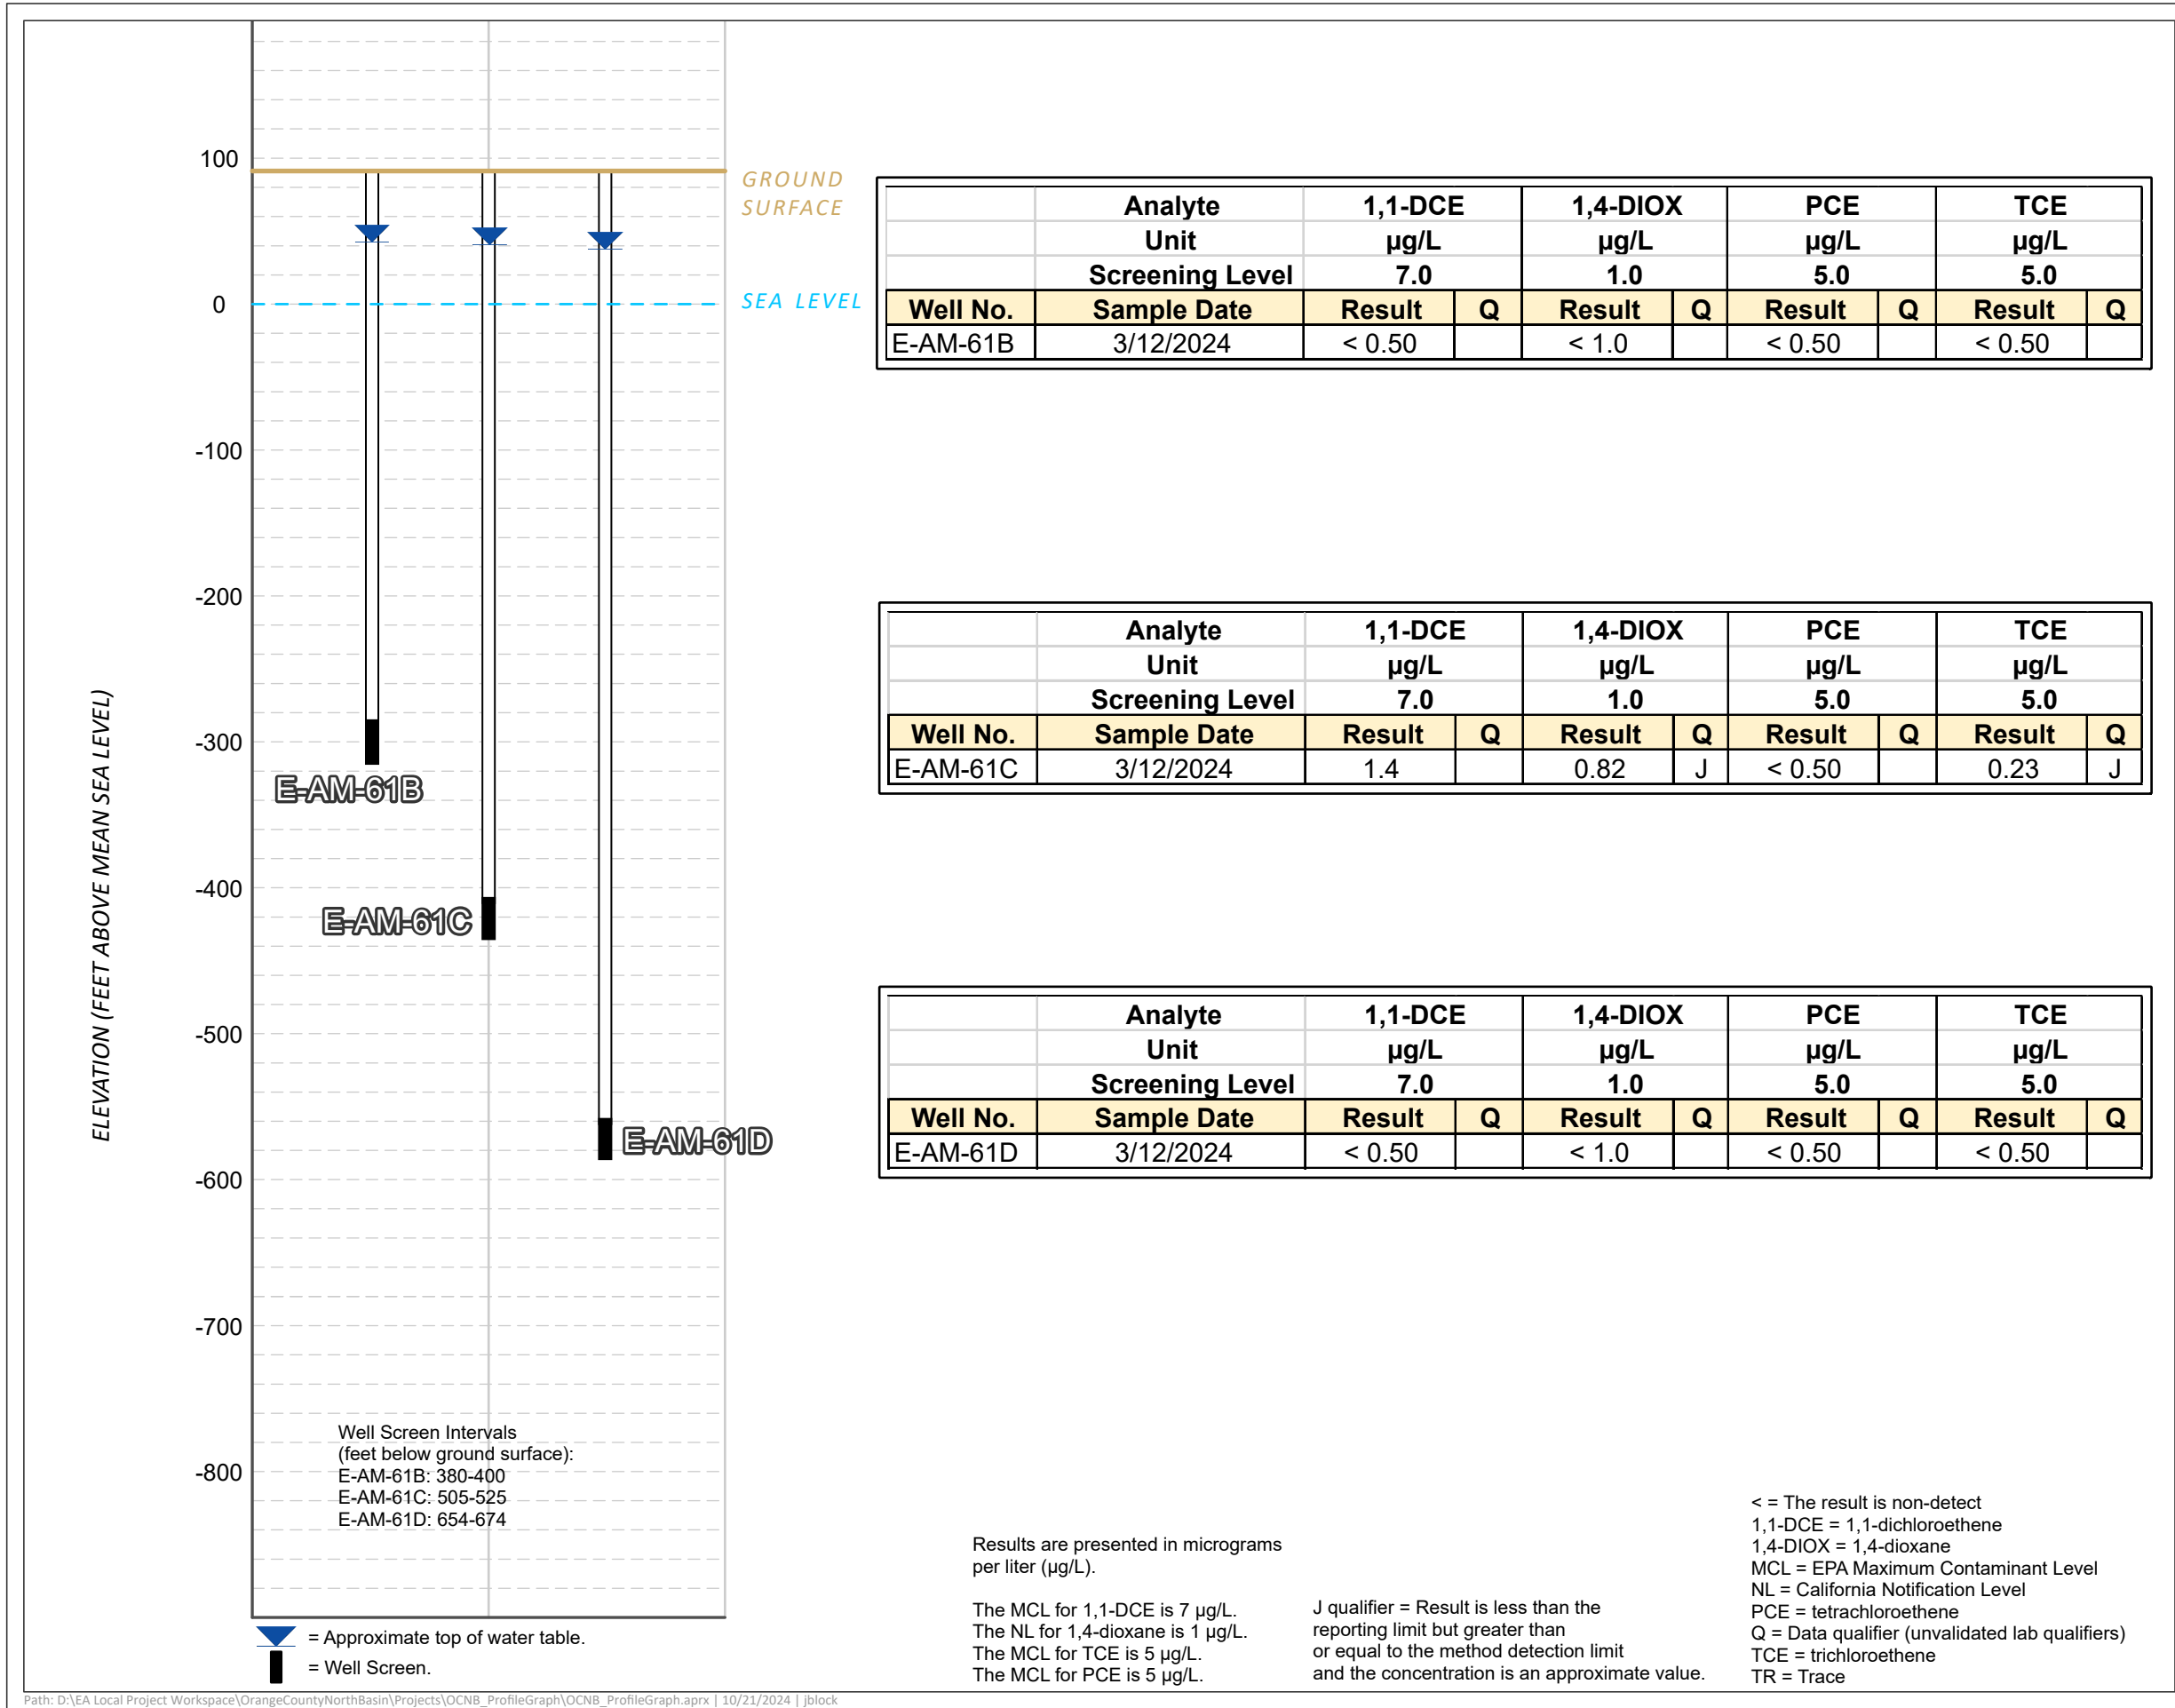 100
0
-100
-200
-300
-400
-500
-600
-700
-800
ELEVATION (FEET ABOVE MEAN SEA LEVEL)
GROUND
SURFACE
SEA LEVEL
E-AM-61B
E-AM-61C
E-AM-61D
Analyte 1,1-DCE 1,4-DIOX PCE TCE
Unit µg/L µg/L µg/L µg/L
Screening Level 7.0 1.0 5.0 5.0
Well No. Sample Date Result Q Result Q Result Q Result Q
E-AM-61B 3/12/2024 < 0.50 < 1.0 < 0.50 < 0.50
Analyte 1,1-DCE 1,4-DIOX PCE TCE
Unit µg/L µg/L µg/L µg/L
Screening Level 7.0 1.0 5.0 5.0
Well No. Sample Date Result Q Result Q Result Q Result Q
E-AM-61C 3/12/2024 1.4 0.82 J < 0.50 0.23 J
Analyte 1,1-DCE 1,4-DIOX PCE TCE
Unit µg/L µg/L µg/L µg/L
Screening Level 7.0 1.0 5.0 5.0
Well No. Sample Date Result Q Result Q Result Q Result Q
E-AM-61D 3/12/2024 < 0.50 < 1.0 < 0.50 < 0.50
Well Screen Intervals
(feet below ground surface):
E-AM-61B: 380-400
E-AM-61C: 505-525
E-AM-61D: 654-674
= Approximate top of water table.
= Well Screen.
Results are presented in micrograms
per liter (µg/L).
The MCL for 1,1-DCE is 7 µg/L.
The NL for 1,4-dioxane is 1 µg/L.
The MCL for TCE is 5 µg/L.
The MCL for PCE is 5 µg/L.
J qualifier = Result is less than the
reporting limit but greater than
or equal to the method detection limit
and the concentration is an approximate value.
< = The result is non-detect
1,1-DCE = 1,1-dichloroethene
1,4-DIOX = 1,4-dioxane
MCL = EPA Maximum Contaminant Level
NL = California Notification Level
PCE = tetrachloroethene
Q = Data qualifier (unvalidated lab qualifiers)
TCE = trichloroethene
TR = Trace
Path: D:\EA Local Project Workspace\OrangeCountyNorthBasin\Projects\OCNB_ProfileGraph\OCNB_ProfileGraph.aprx | 10/21/2024 | jblock